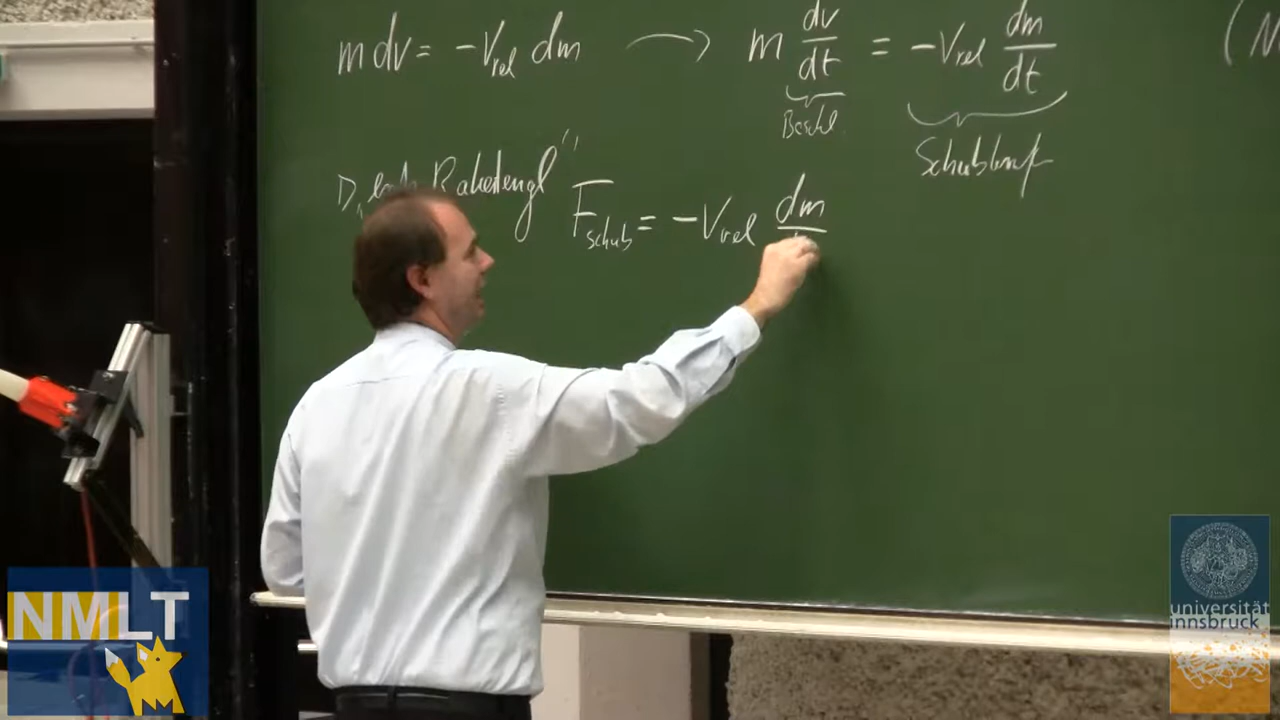 m dv = -V_rel dm → m dv/dt = -V_rel dm/dt (N
Beschl. Schubkraft
Raketengl" F_schub = -V_rel dm
NMLT
universität
innsbruck